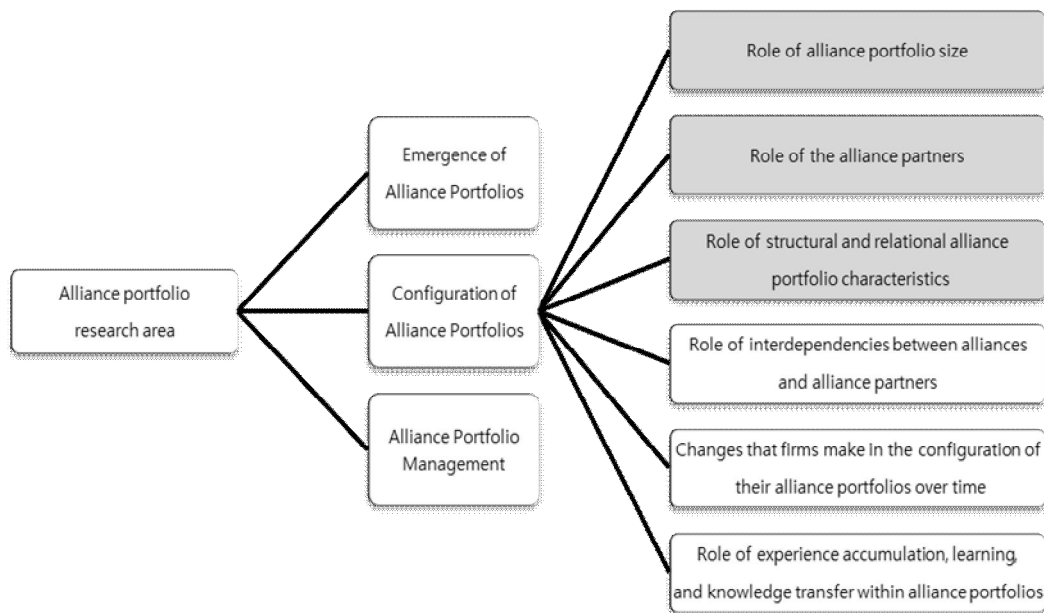 Alliance portfolio
research area
Emergence of
Alliance Portfolios
Configuration of
Alliance Portfolios
Alliance Portfolio
Management
Role of alliance portfolio size
Role of the alliance partners
Role of structural and relational alliance
portfolio characteristics
Role of interdependencies between alliances
and alliance partners
Changes that firms make in the configuration of
their alliance portfolios over time
Role of experience accumulation, learning,
and knowledge transfer within alliance portfolios